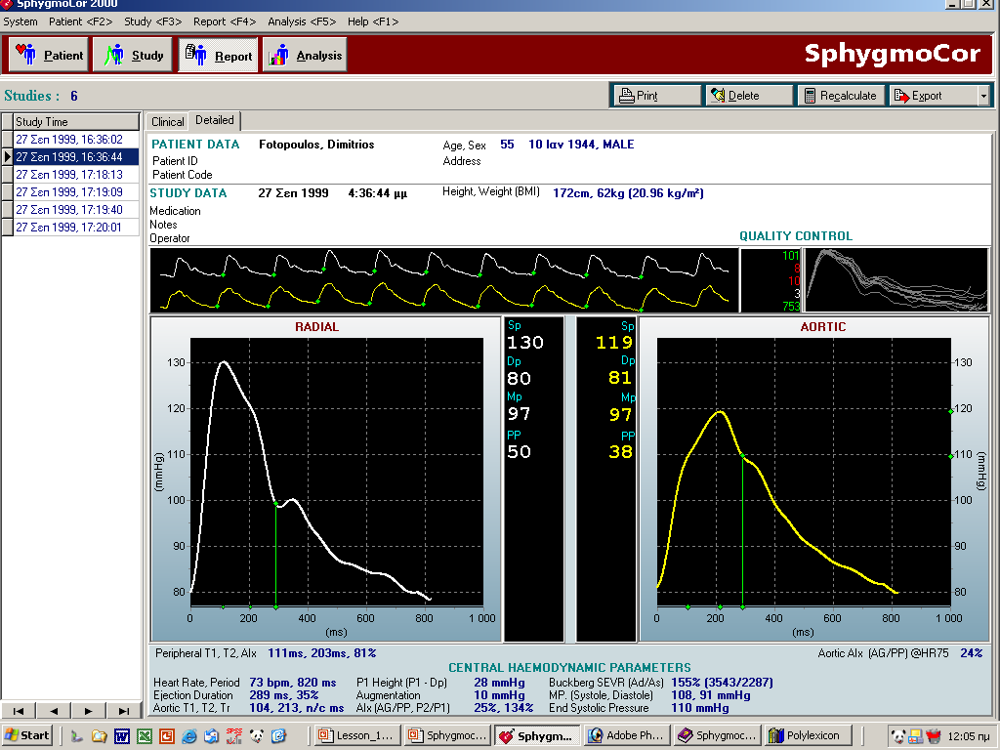 SphygmoCor 2000
System Patient <F2> Study <F3> Report <F4> Analysis <F5> Help <F1>
Patient Study Report Analysis SphygmoCor
Studies : 6 Print Delete Recalculate Export
Study Time
27 Σεπ 1999, 16:36:02
27 Σεπ 1999, 16:36:44
27 Σεπ 1999, 17:18:13
27 Σεπ 1999, 17:19:09
27 Σεπ 1999, 17:19:40
27 Σεπ 1999, 17:20:01
Clinical Detailed
PATIENT DATA Fotopoulos, Dimitrios Age, Sex 55 10 Ιαν 1944, MALE
Patient ID Address
Patient Code
STUDY DATA 27 Σεπ 1999 4:36:44 μμ Height, Weight (BMI) 172cm, 62kg (20.96 kg/m²)
Medication
Notes
Operator
QUALITY CONTROL
101
8
10
3
753
RADIAL
130
120
110
100
90
80
(mmHg)
0 200 400 600 800 1 000
(ms)
Sp
130
Dp
80
Mp
97
PP
50
Sp
119
Dp
81
Mp
97
PP
38
AORTIC
130
120
110
100
90
80
(mmHg)
0 200 400 600 800 1 000
(ms)
Peripheral T1, T2, AIx 111ms, 203ms, 81% Aortic AIx (AG/PP) @HR75 24%
CENTRAL HAEMODYNAMIC PARAMETERS
Heart Rate, Period 73 bpm, 820 ms P1 Height (P1 - Dp) 28 mmHg Buckberg SEVR (Ad/As) 155% (3543/2287)
Ejection Duration 289 ms, 35% Augmentation 10 mmHg MP. (Systole, Diastole) 108, 91 mmHg
Aortic T1, T2, Tr 104, 213, n/c ms AIx (AG/PP, P2/P1) 25%, 134% End Systolic Pressure 110 mmHg
Start Lesson_1... Sphygmoc... Sphygm... Adobe Ph... Sphygmoc... Polylexicon 12:05 πμ